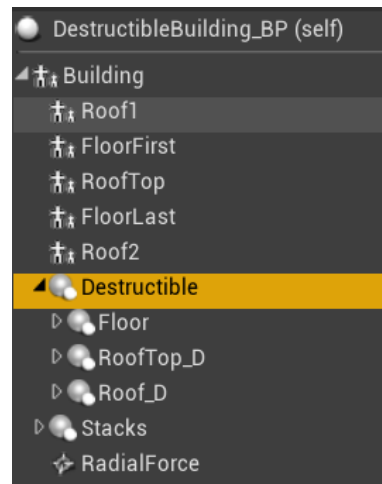 DestructibleBuilding_BP (self)
Building
Roof1
FloorFirst
RoofTop
FloorLast
Roof2
Destructible
Floor
RoofTop_D
Roof_D
Stacks
RadialForce